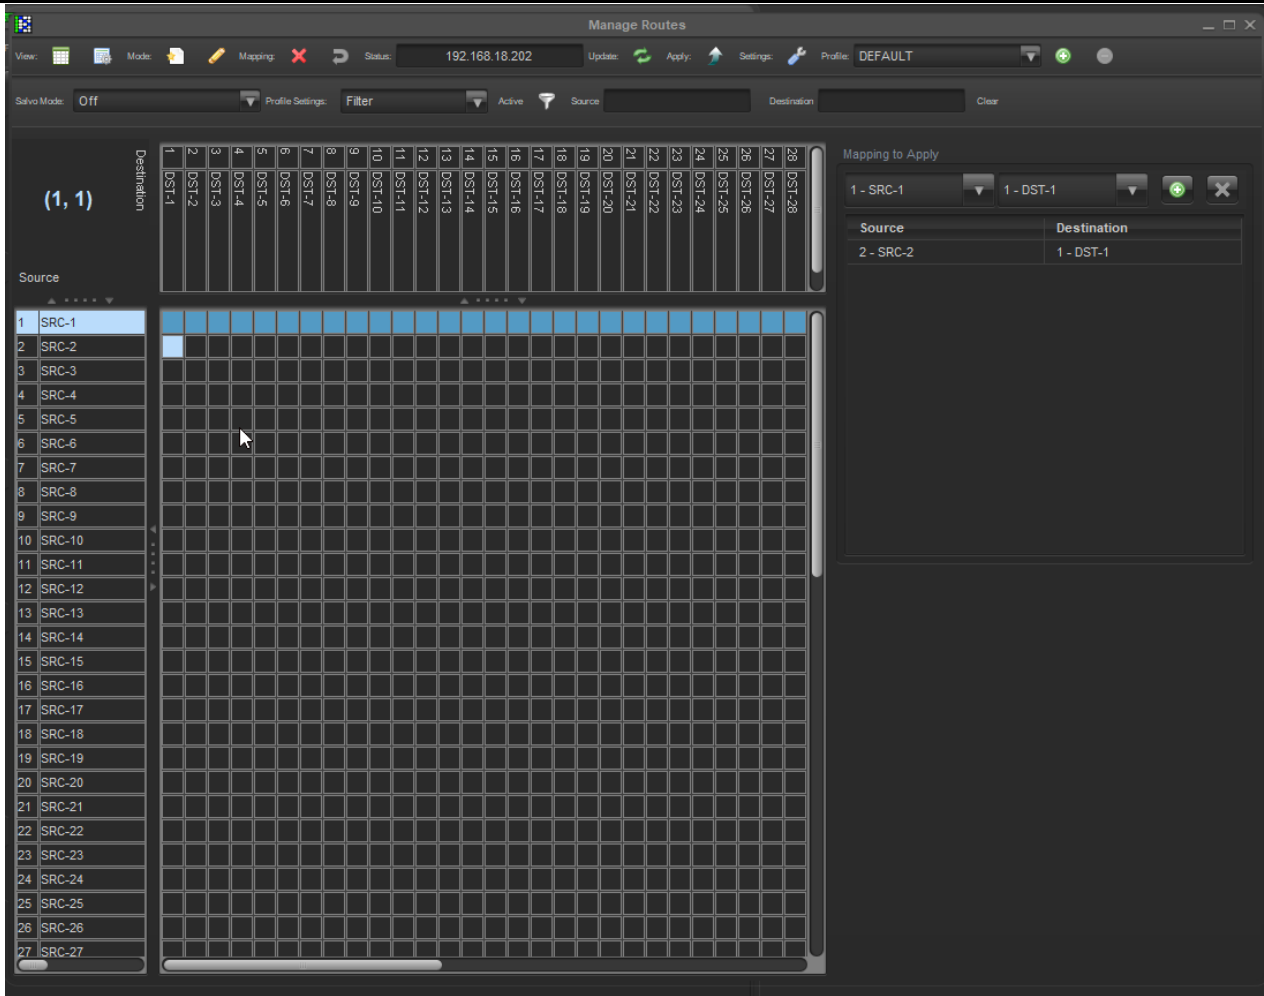 Manage Routes
View: Mode: Mapping: Status: 192.168.18.202 Update: Apply: Settings: Profile: DEFAULT
Salvo Mode: Off Profile Settings: Filter Active Source Destination Clear
Destination
(1, 1)
Source
1 DST-1
2 DST-2
3 DST-3
4 DST-4
5 DST-5
6 DST-6
7 DST-7
8 DST-8
9 DST-9
10 DST-10
11 DST-11
12 DST-12
13 DST-13
14 DST-14
15 DST-15
16 DST-16
17 DST-17
18 DST-18
19 DST-19
20 DST-20
21 DST-21
22 DST-22
23 DST-23
24 DST-24
25 DST-25
26 DST-26
27 DST-27
28 DST-28
1 SRC-1
2 SRC-2
3 SRC-3
4 SRC-4
5 SRC-5
6 SRC-6
7 SRC-7
8 SRC-8
9 SRC-9
10 SRC-10
11 SRC-11
12 SRC-12
13 SRC-13
14 SRC-14
15 SRC-15
16 SRC-16
17 SRC-17
18 SRC-18
19 SRC-19
20 SRC-20
21 SRC-21
22 SRC-22
23 SRC-23
24 SRC-24
25 SRC-25
26 SRC-26
27 SRC-27
Mapping to Apply
1 - SRC-1 1 - DST-1
Source Destination
2 - SRC-2 1 - DST-1